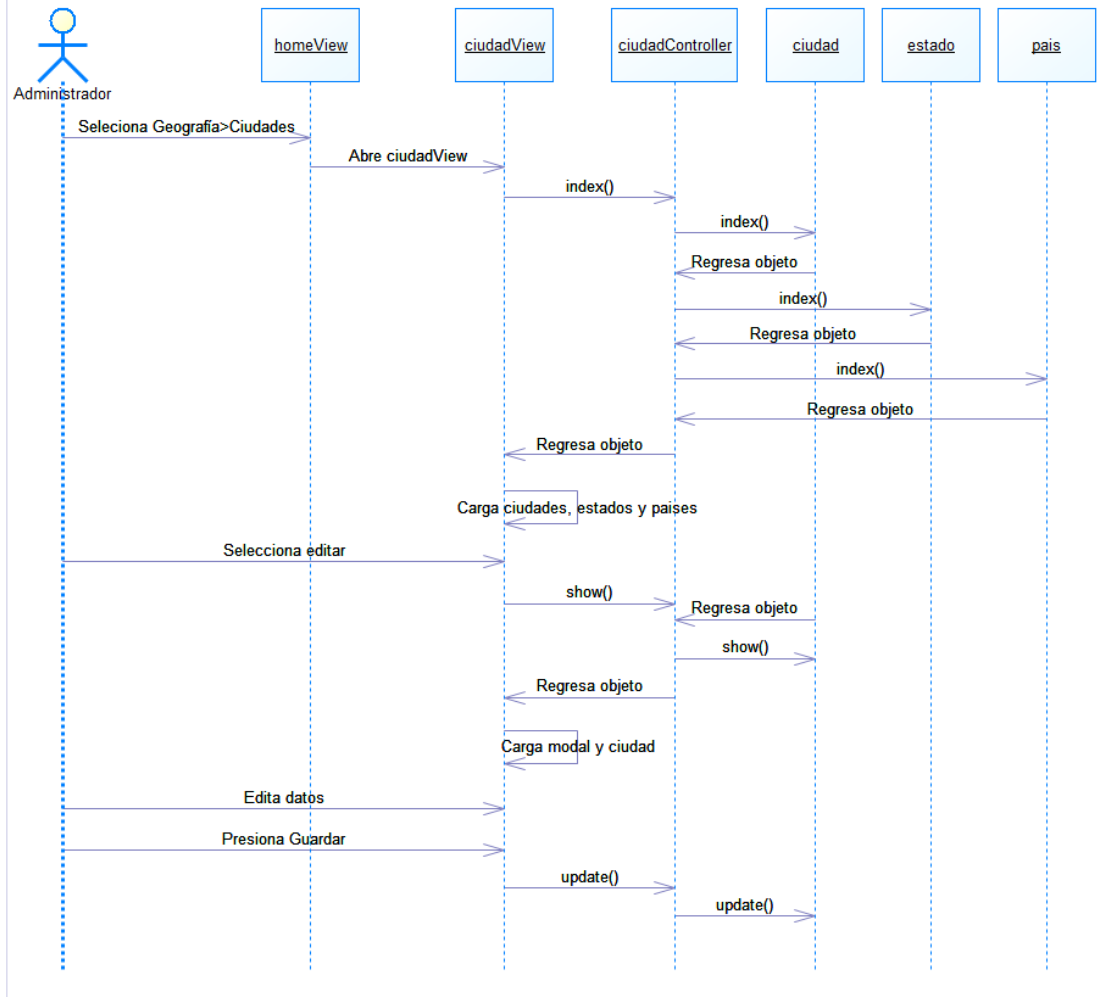 homeView
ciudadView
ciudadController
ciudad
estado
pais
Administrador
Seleciona Geografía>Ciudades
Abre ciudadView
index()
index()
Regresa objeto
index()
Regresa objeto
index()
Regresa objeto
Regresa objeto
Carga ciudades, estados y paises
Selecciona editar
show()
Regresa objeto
show()
Regresa objeto
Carga modal y ciudad
Edita datos
Presiona Guardar
update()
update()